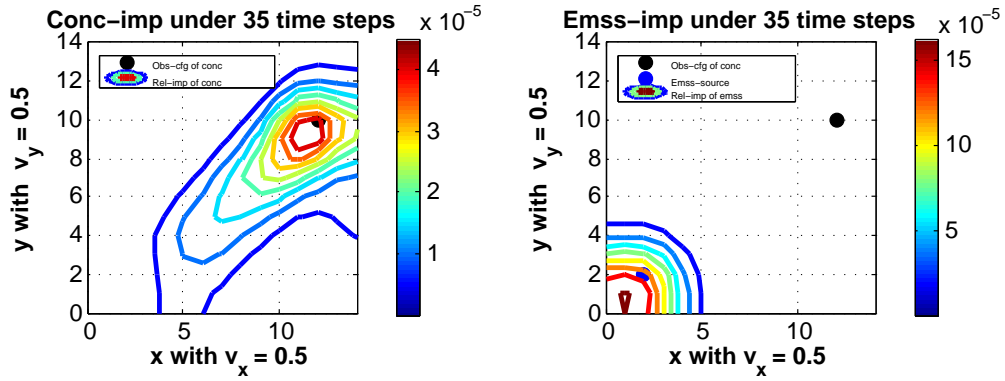 Conc-imp under 35 time steps
x 10^−5
14
12
10
8
6
4
2
0
0
5
10
y with v_y = 0.5
x with v_x = 0.5
Obs-cfg of conc
Rel-imp of conc
4
3
2
1
Emss-imp under 35 time steps
x 10^−5
14
12
10
8
6
4
2
0
0
5
10
y with v_y = 0.5
x with v_x = 0.5
Obs-cfg of conc
Emss-source
Rel-imp of emss
15
10
5